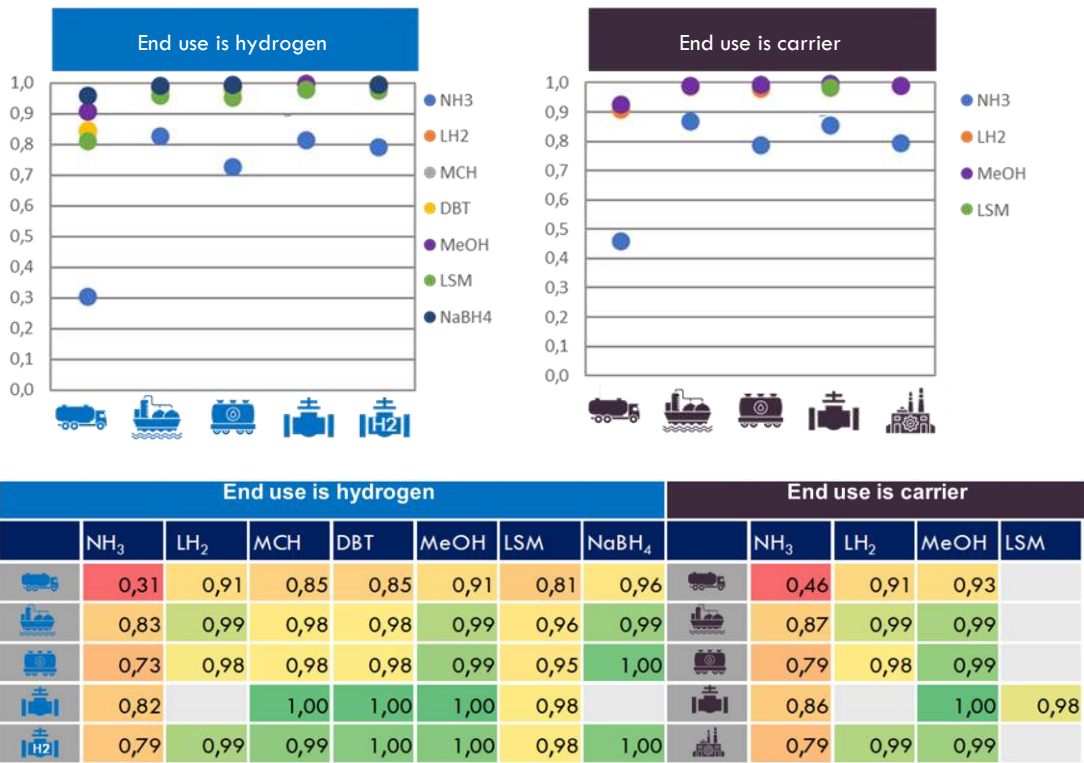 End use is hydrogen
1,0
0,9
0,8
0,7
0,6
0,5
0,4
0,3
0,2
0,1
0,0
NH3
LH2
MCH
DBT
MeOH
LSM
NaBH4
H2
End use is carrier
1,0
0,9
0,8
0,7
0,6
0,5
0,4
0,3
0,2
0,1
0,0
NH3
LH2
MeOH
LSM
End use is hydrogen End use is carrier
NH₃ LH₂ MCH DBT MeOH LSM NaBH₄ NH₃ LH₂ MeOH LSM
0,31 0,91 0,85 0,85 0,91 0,81 0,96 0,46 0,91 0,93
0,83 0,99 0,98 0,98 0,99 0,96 0,99 0,87 0,99 0,99
0,73 0,98 0,98 0,98 0,99 0,95 1,00 0,79 0,98 0,99
0,82 1,00 1,00 1,00 0,98 0,86 1,00 0,98
H2 0,79 0,99 0,99 1,00 1,00 0,98 1,00 0,79 0,99 0,99